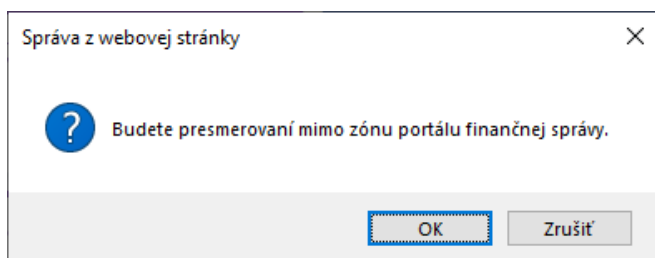 Správa z webovej stránky
Budete presmerovaní mimo zónu portálu finančnej správy.
OK
Zrušiť